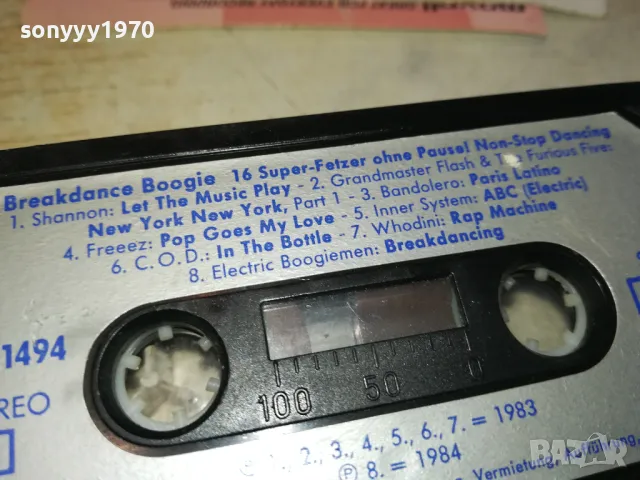 sonyyy1970
Breakdance Boogie 16 Super-Fetzer ohne Pause! Non-Stop Dancing
1. Shannon: Let The Music Play - 2. Grandmaster Flash & The Furious Five:
New York New York, Part 1 - 3. Bandolero: Paris Latino
4. Freeez: Pop Goes My Love - 5. Inner System: ABC (Electric)
6. C.O.D.: In The Bottle - 7. Whodini: Rap Machine
8. Electric Boogiemen: Breakdancing
1494
100 50 0
1., 2., 3., 4., 5., 6., 7. = 1983
℗ 8. = 1984
Vermietung, Aufführung,
BAZAR